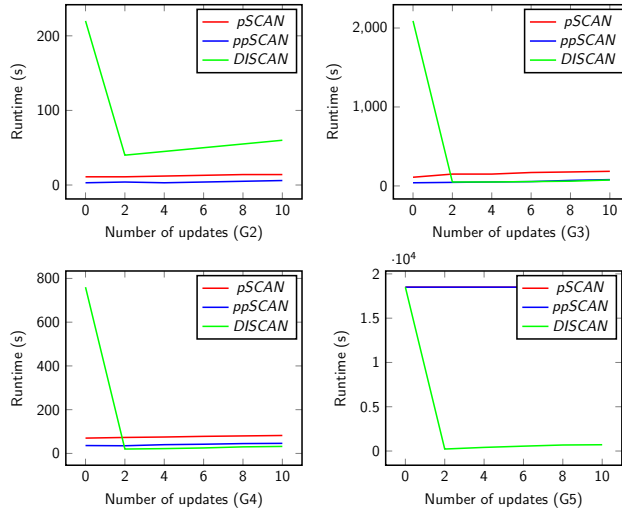 pSCAN
ppSCAN
DISCAN
200
100
0
Runtime (s)
0 2 4 6 8 10
Number of updates (G2)
pSCAN
ppSCAN
DISCAN
2,000
1,000
0
Runtime (s)
0 2 4 6 8 10
Number of updates (G3)
pSCAN
ppSCAN
DISCAN
800
600
400
200
0
Runtime (s)
0 2 4 6 8 10
Number of updates (G4)
·10⁴
pSCAN
ppSCAN
DISCAN
2
1.5
1
0.5
0
Runtime (s)
0 2 4 6 8 10
Number of updates (G5)